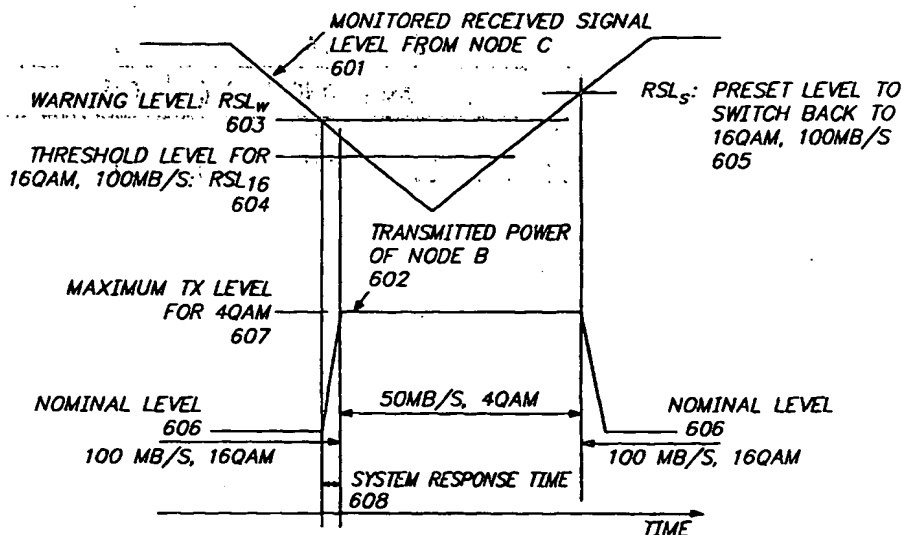 MONITORED RECEIVED SIGNAL
LEVEL FROM NODE C
601
WARNING LEVEL: RSLw
603
RSLS: PRESET LEVEL TO
SWITCH BACK TO
16QAM, 100MB/S
605
THRESHOLD LEVEL FOR
16QAM, 100MB/S: RSL16
604
TRANSMITTED POWER
OF NODE B
602
MAXIMUM TX LEVEL
FOR 4QAM
607
50MB/S, 4QAM
NOMINAL LEVEL
606
100 MB/S, 16QAM
NOMINAL LEVEL
606
100 MB/S, 16QAM
SYSTEM RESPONSE TIME
608
TIME